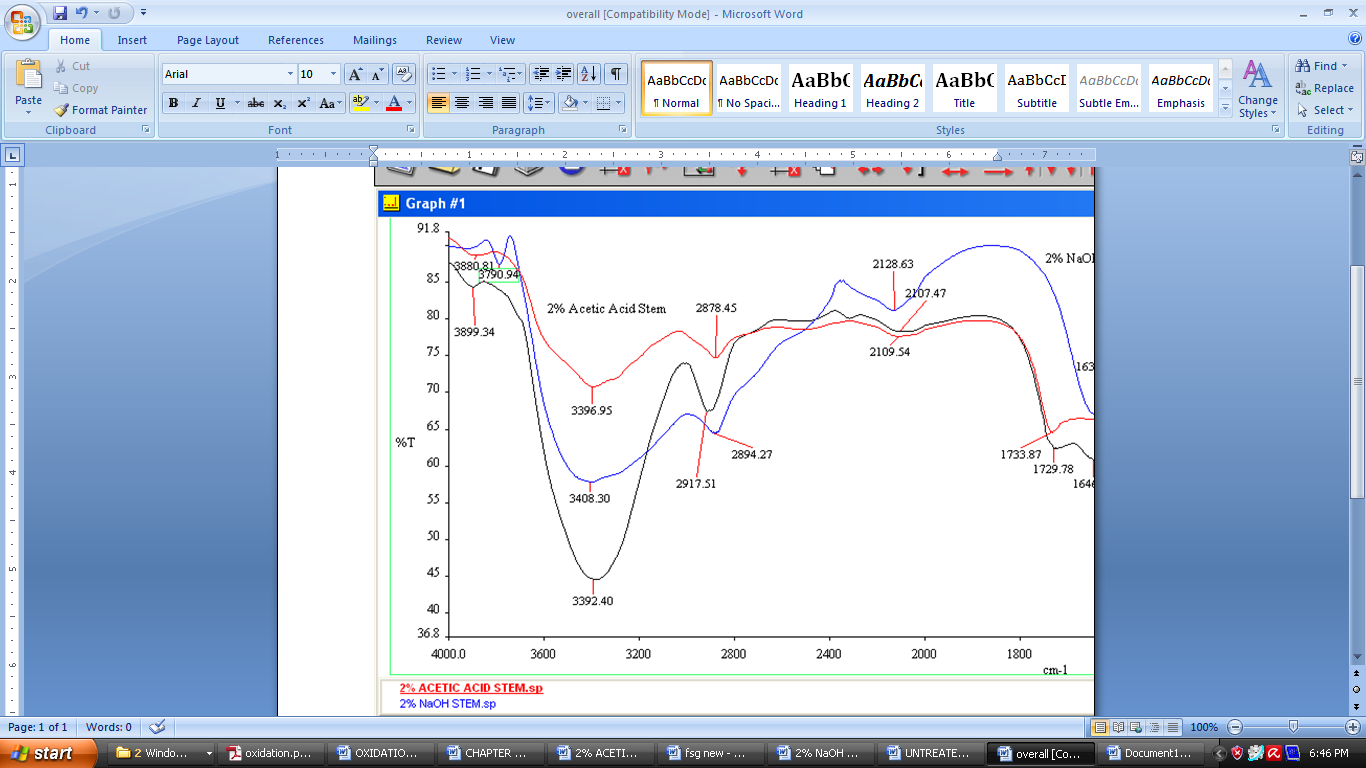 overall [Compatibility Mode] - Microsoft Word
Home Insert Page Layout References Mailings Review View
Paste
Cut
Copy
Format Painter
Clipboard
Arial 10
Font
Paragraph
AaBbCcDc AaBbCcDc AaBbC AaBbCc AaBbC AaBbCcI AaBbCcDc AaBbCcDc
¶ Normal ¶ No Spaci... Heading 1 Heading 2 Title Subtitle Subtle Em... Emphasis
Change Styles
Styles
Find
Replace
Select
Editing
Graph #1
91.8
85
80
75
70
65
60
55
50
45
40
36.8
%T
3880.81
3790.94
3899.34
2% Acetic Acid Stem
2878.45
2128.63
2107.47
2% NaOH
2109.54
163
3396.95
3408.30
3392.40
2894.27
2917.51
1733.87
1729.78
1646
4000.0 3600 3200 2800 2400 2000 1800
cm-1
2% ACETIC ACID STEM.sp
2% NaOH STEM.sp
Page: 1 of 1 Words: 0 100%
start 2 Windo... oxidation.p... OXIDATIO... CHAPTER ... 2% ACETI... fsg new - ... 2% NaOH ... UNTREATE... overall [Co... Document1... 6:46 PM